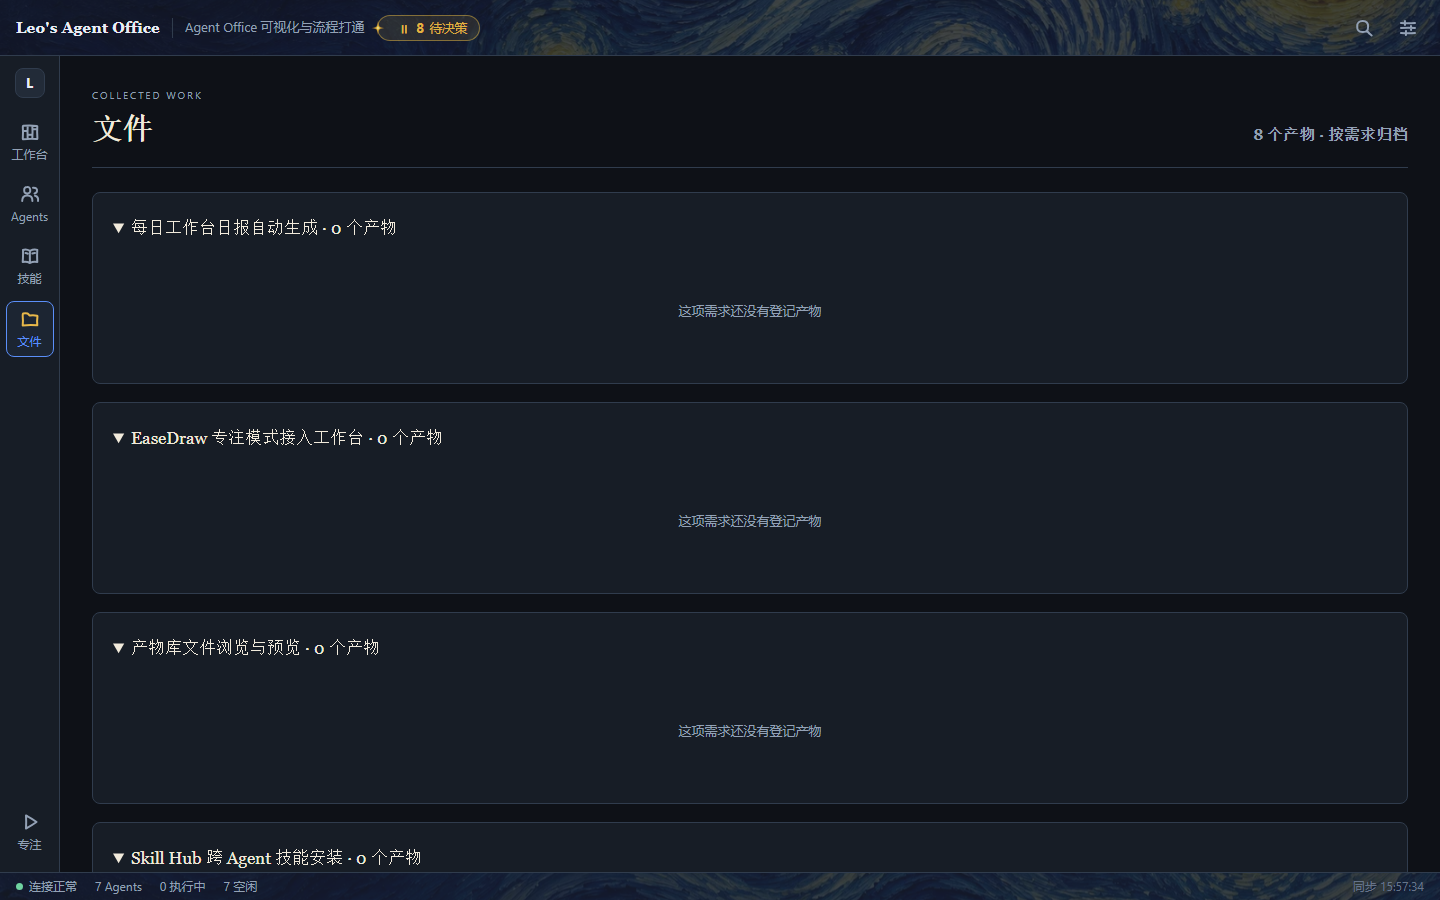 Leo's Agent Office
Agent Office 可视化与流程打通
8 待决策
L
工作台
Agents
技能
文件
专注
COLLECTED WORK
文件
8 个产物 · 按需求归档
▼ 每日工作台日报自动生成 · 0 个产物
这项需求还没有登记产物
▼ EaseDraw 专注模式接入工作台 · 0 个产物
这项需求还没有登记产物
▼ 产物库文件浏览与预览 · 0 个产物
这项需求还没有登记产物
▼ Skill Hub 跨 Agent 技能安装 · 0 个产物
连接正常 7 Agents 0 执行中 7 空闲
同步 15:57:34